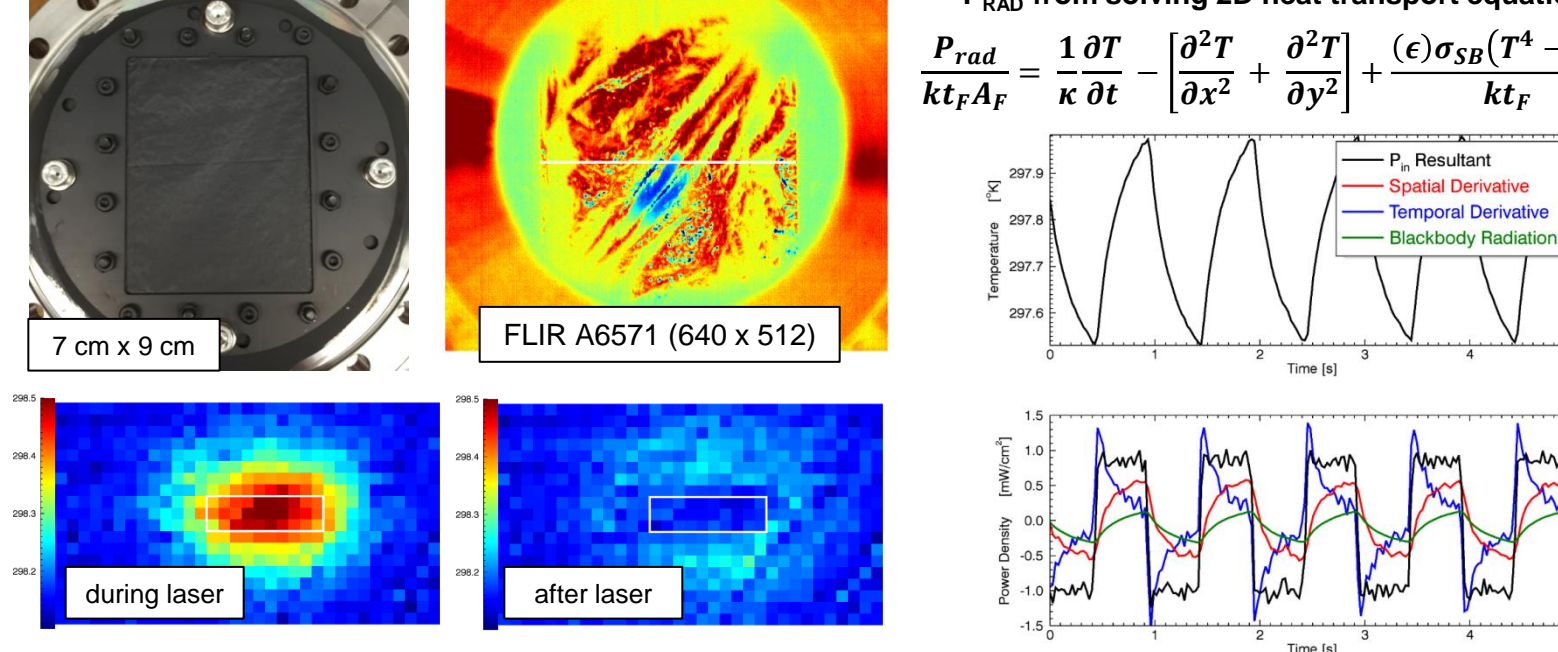 P_RAD from solving 2D heat transport
P_rad / kt_F A_F = 1/κ ∂T/∂t − [∂²T/∂x² + ∂²T/∂y²] + (ϵ)σ_SB(T⁴ − / kt_F
7 cm x 9 cm
FLIR A6571 (640 x 512)
298.5
298.4
298.3
298.2
during laser
298.5
298.4
298.3
298.2
after laser
Temperature [°K]
297.9
297.8
297.7
297.6
0 1 2 3 4
Time [s]
P_in Resultant
Spatial Derivative
Temporal Derivative
Blackbody Radiation
Power Density [mW/cm²]
1.5
1.0
0.5
0.0
-0.5
-1.0
-1.5
0 1 2 3 4
Time [s]